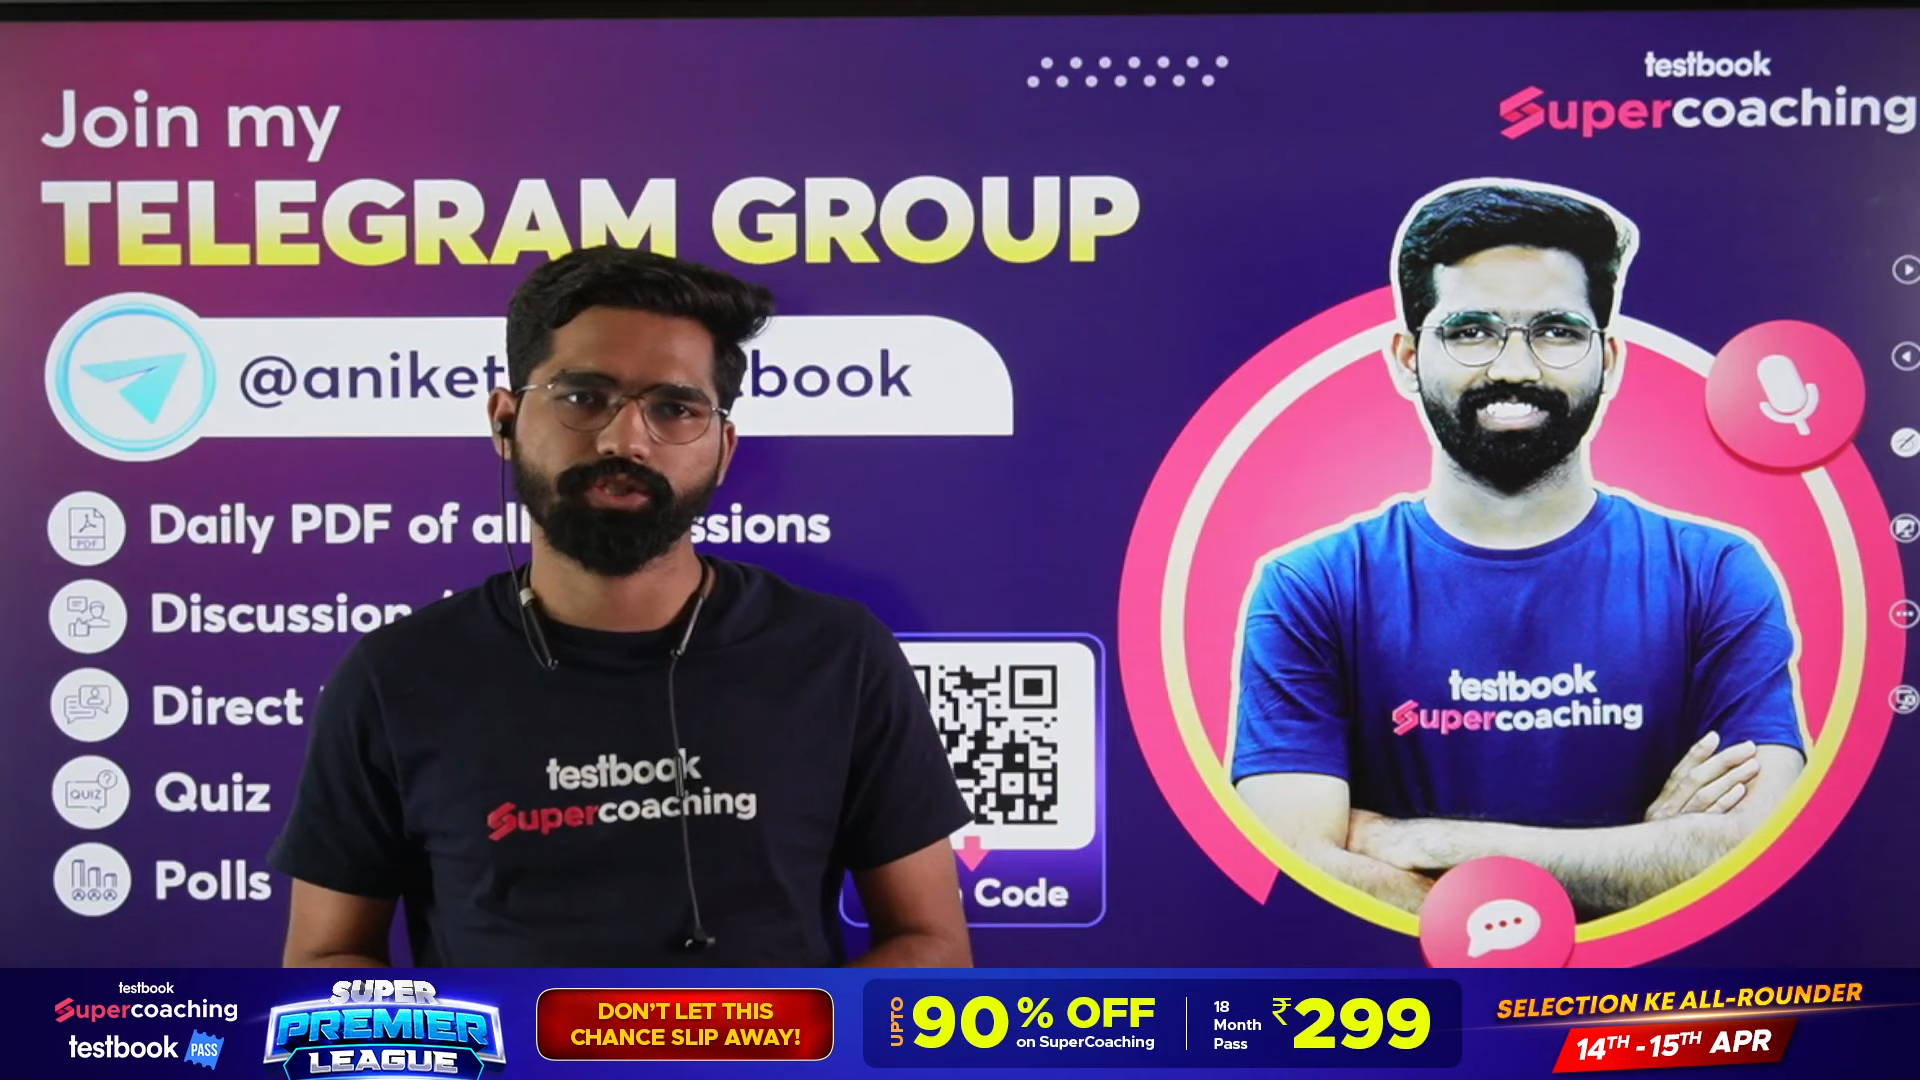 Join my
TELEGRAM GROUP
testbook
Supercoaching
@aniket
book
Daily PDF of all
ssions
PDF
Discussion
Direct
QUIZ
Quiz
Polls
Code
testbook
Supercoaching
testbook
Supercoaching
testbook
Supercoaching
testbook PASS
SUPER
PREMIER
LEAGUE
DON'T LET THIS
CHANCE SLIP AWAY!
UPTO 90% OFF
on SuperCoaching
18
Month
Pass
₹299
SELECTION KE ALL-ROUNDER
14TH - 15TH APR